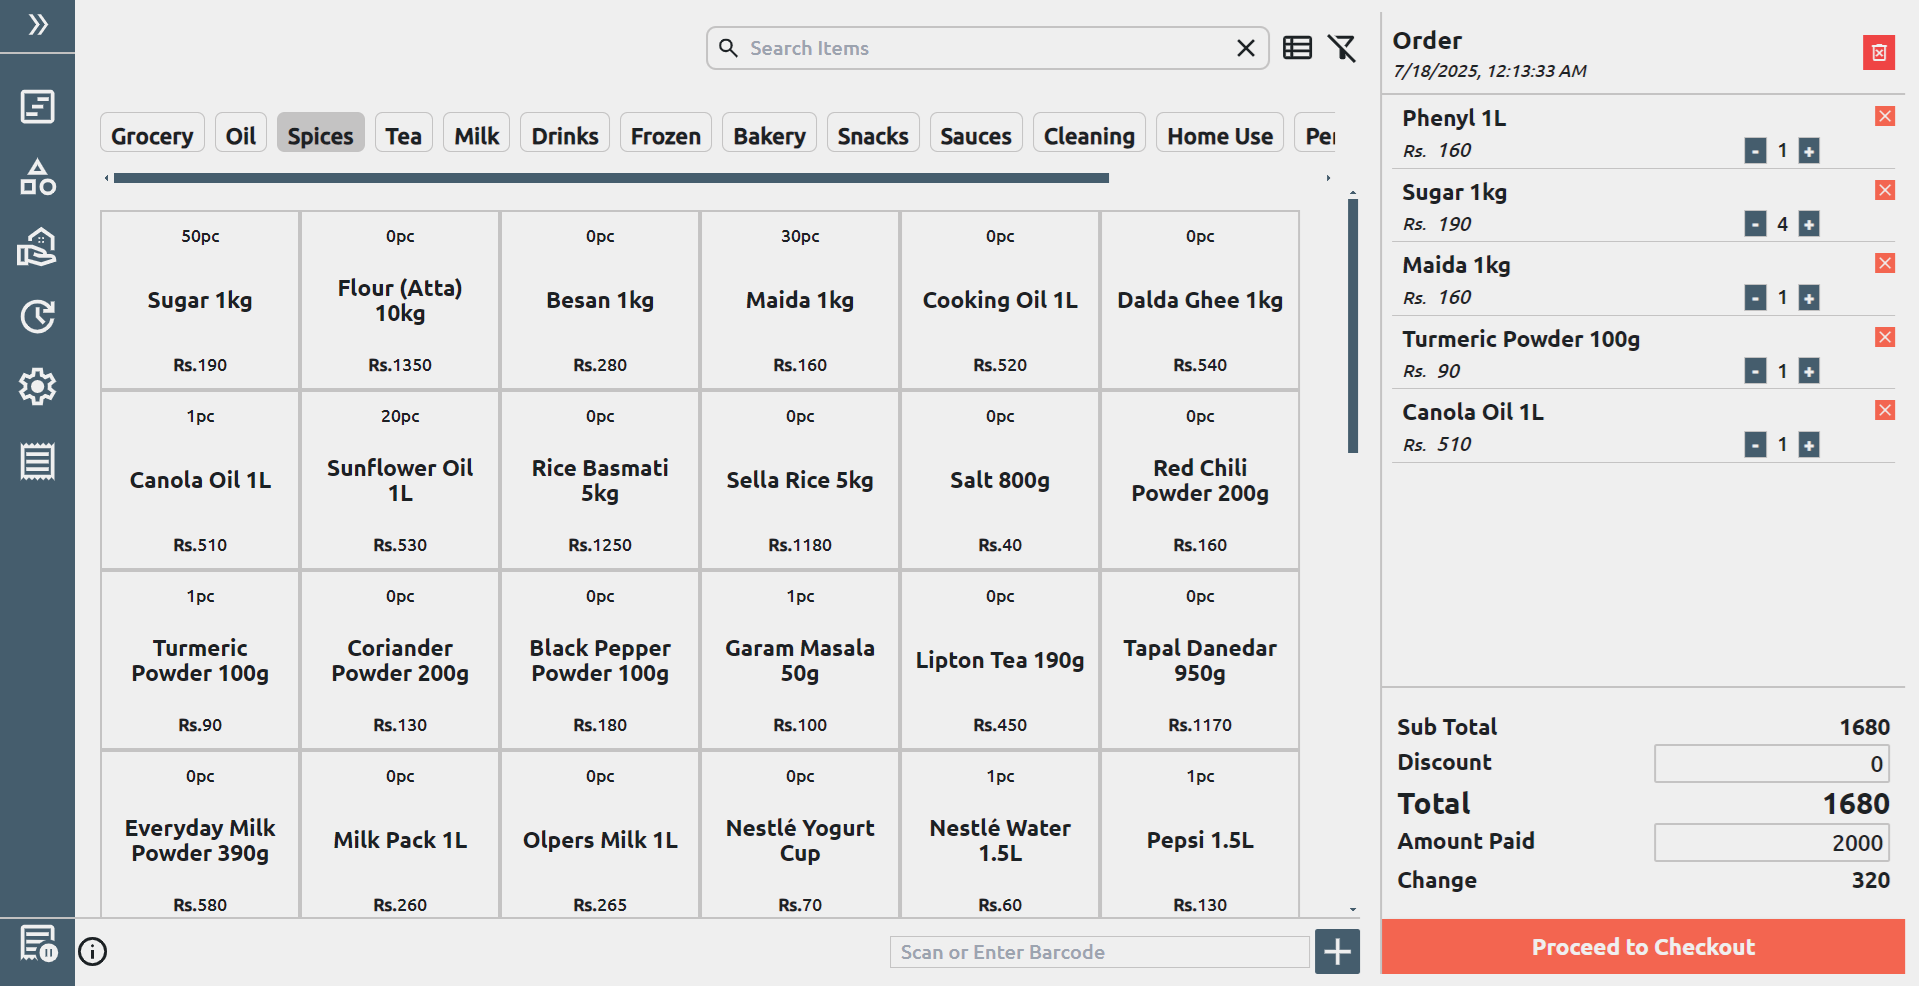 Search Items
Grocery Oil Spices Tea Milk Drinks Frozen Bakery Snacks Sauces Cleaning Home Use Per
50pc
Sugar 1kg
Rs.190
0pc
Flour (Atta)
10kg
Rs.1350
0pc
Besan 1kg
Rs.280
30pc
Maida 1kg
Rs.160
0pc
Cooking Oil 1L
Rs.520
0pc
Dalda Ghee 1kg
Rs.540
1pc
Canola Oil 1L
Rs.510
20pc
Sunflower Oil
1L
Rs.530
0pc
Rice Basmati
5kg
Rs.1250
0pc
Sella Rice 5kg
Rs.1180
0pc
Salt 800g
Rs.40
0pc
Red Chili
Powder 200g
Rs.160
1pc
Turmeric
Powder 100g
Rs.90
0pc
Coriander
Powder 200g
Rs.130
0pc
Black Pepper
Powder 100g
Rs.180
1pc
Garam Masala
50g
Rs.100
0pc
Lipton Tea 190g
Rs.450
0pc
Tapal Danedar
950g
Rs.1170
0pc
Everyday Milk
Powder 390g
Rs.580
0pc
Milk Pack 1L
Rs.260
0pc
Olpers Milk 1L
Rs.265
0pc
Nestlé Yogurt
Cup
Rs.70
1pc
Nestlé Water
1.5L
Rs.60
1pc
Pepsi 1.5L
Rs.130
Scan or Enter Barcode
Order
7/18/2025, 12:13:33 AM
Phenyl 1L
Rs. 160 - 1 +
Sugar 1kg
Rs. 190 - 4 +
Maida 1kg
Rs. 160 - 1 +
Turmeric Powder 100g
Rs. 90 - 1 +
Canola Oil 1L
Rs. 510 - 1 +
Sub Total 1680
Discount 0
Total 1680
Amount Paid 2000
Change 320
Proceed to Checkout